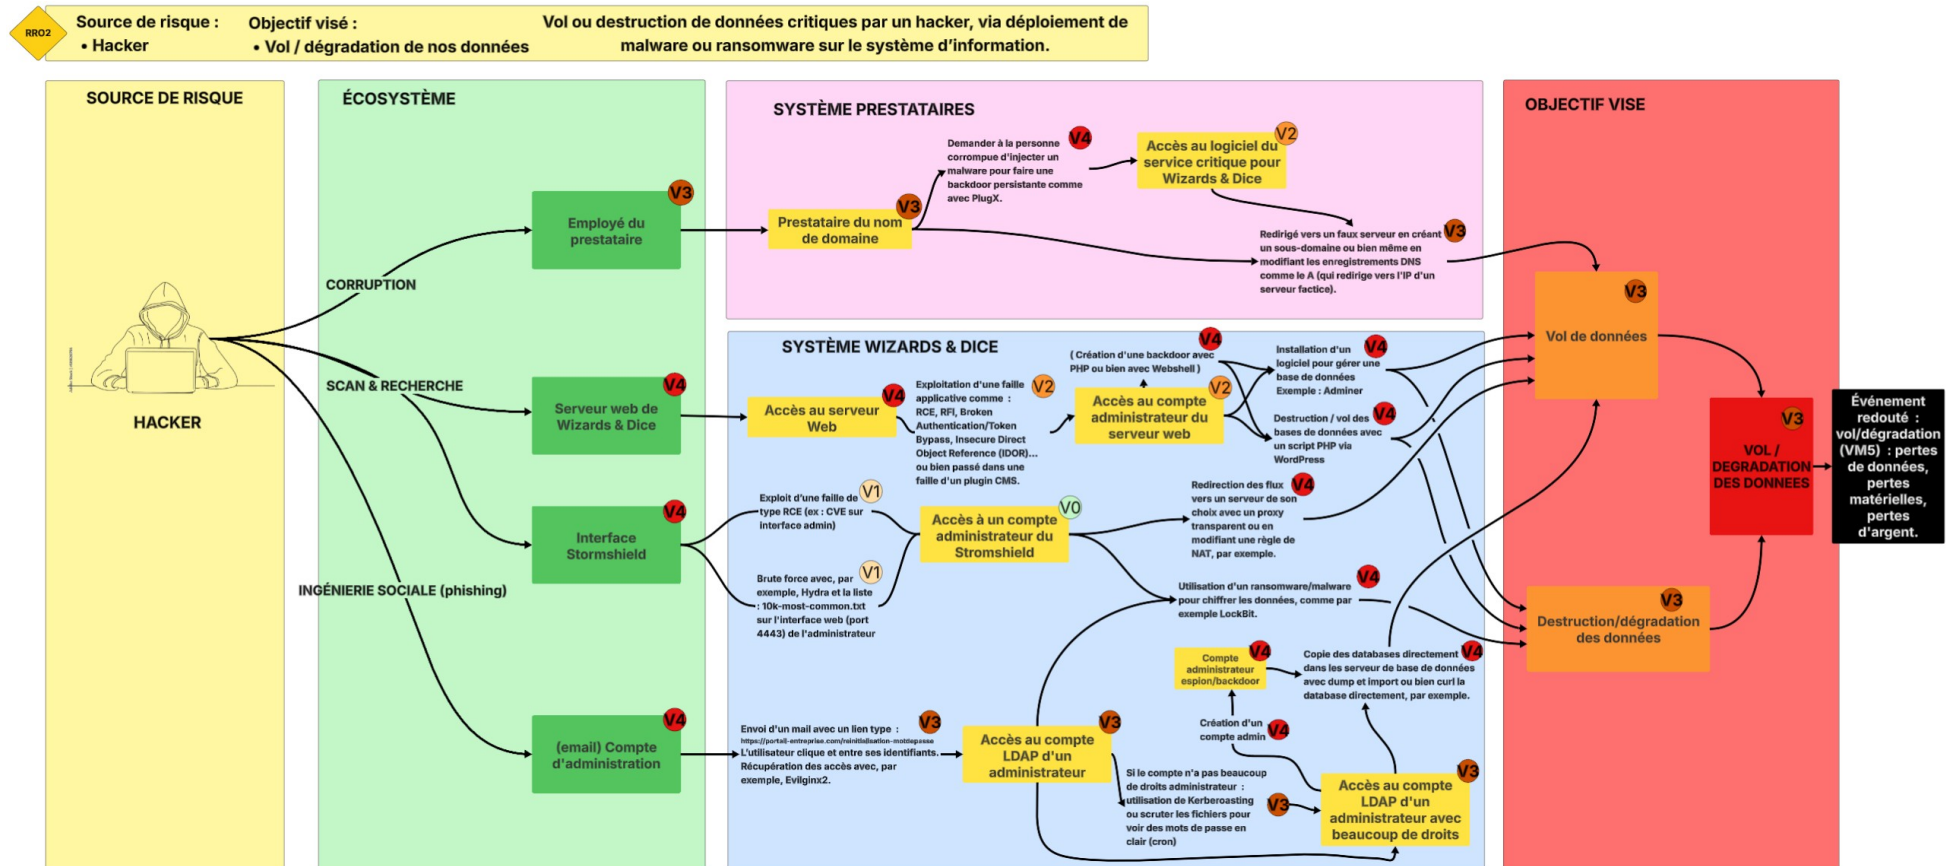 RRO2
Source de risque :
• Hacker
Objectif visé :
• Vol / dégradation de nos données
Vol ou destruction de données critiques par un hacker, via déploiement de
malware ou ransomware sur le système d'information.
SOURCE DE RISQUE
HACKER
ÉCOSYSTÈME
CORRUPTION
SCAN & RECHERCHE
INGÉNIERIE SOCIALE (phishing)
V3
Employé du
prestataire
V4
Serveur web de
Wizards & Dice
V4
Interface
Stormshield
V4
(email) Compte
d'administration
SYSTÈME PRESTATAIRES
V3
Prestataire du nom
de domaine
V4
Demander à la personne
corrompue d'injecter un
malware pour faire une
backdoor persistante comme
avec PlugX.
V2
Accès au logiciel du
service critique pour
Wizards & Dice
V3
Redirigé vers un faux serveur en créant
un sous-domaine ou bien même en
modifiant les enregistrements DNS
comme le A (qui redirige vers l'IP d'un
serveur factice).
SYSTÈME WIZARDS & DICE
V4
Accès au serveur
Web
V2
Exploitation d'une faille
applicative comme :
RCE, RFI, Broken
Authentication/Token
Bypass, Insecure Direct
Object Reference (IDOR)...
ou bien passé dans une
faille d'un plugin CMS.
V4
( Création d'une backdoor avec
PHP ou bien avec Webshell )
V2
Accès au compte
administrateur du
serveur web
V4
Installation d'un
logiciel pour gérer une
base de données
Exemple : Adminer
V4
Destruction / vol des
bases de données avec
un script PHP via
WordPress
V1
Exploit d'une faille de
type RCE (ex : CVE sur
interface admin)
V1
Brute force avec, par
exemple, Hydra et la liste
: 10k-most-common.txt
sur l'interface web (port
4443) de l'administrateur
V0
Accès à un compte
administrateur du
Stromshield
V4
Redirection des flux
vers un serveur de son
choix avec un proxy
transparent ou en
modifiant une règle de
NAT, par exemple.
V4
Utilisation d'un ransomware/malware
pour chiffrer les données, comme par
exemple LockBit.
V3
Envoi d'un mail avec un lien type :
https://portail-entreprise.com/reinitialisation-motdepasse
L'utilisateur clique et entre ses identifiants.
Récupération des accès avec, par
exemple, Evilginx2.
V3
Accès au compte
LDAP d'un
administrateur
Si le compte n'a pas beaucoup
de droits administrateur :
utilisation de Kerberoasting
ou scruter les fichiers pour
voir des mots de passe en
clair (cron)
V3
V3
Accès au compte
LDAP d'un
administrateur avec
beaucoup de droits
Création d'un
compte admin
V4
V4
Compte
administrateur
espion/backdoor
V4
Copie des databases directement
dans les serveur de base de données
avec dump et import ou bien curl la
database directement, par exemple.
OBJECTIF VISE
V3
Vol de données
V3
Destruction/dégradation
des données
V3
VOL /
DEGRADATION
DES DONNEES
Événement
redouté :
vol/dégradation
(VM5) : pertes
de données,
pertes
matérielles,
pertes
d'argent.